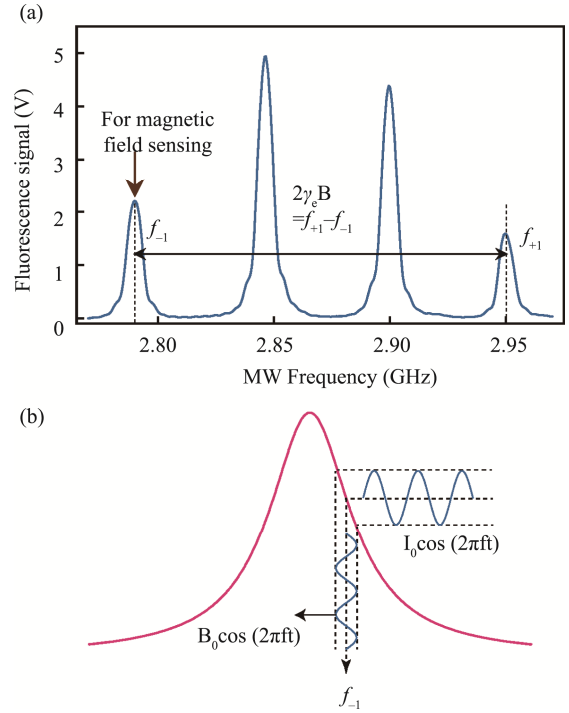 (a)
Fluorescence signal (V)
5
4
3
2
1
0
For magnetic
field sensing
f₋₁
2γₑB
=f₊₁−f₋₁
f₊₁
2.80
2.85
2.90
2.95
MW Frequency (GHz)
(b)
I₀cos (2πft)
B₀cos (2πft)
f₋₁